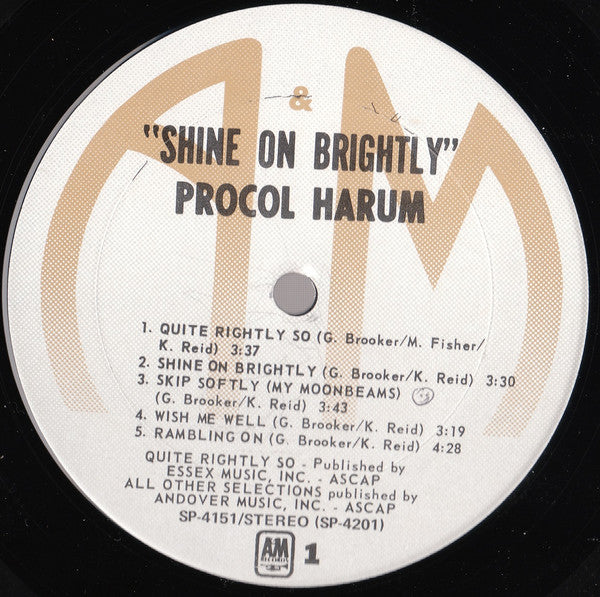 A & M
"SHINE ON BRIGHTLY"
PROCOL HARUM
1. QUITE RIGHTLY SO (G. Brooker/M. Fisher/
K. Reid) 3:37
2. SHINE ON BRIGHTLY (G. Brooker/K. Reid) 3:30
3. SKIP SOFTLY (MY MOONBEAMS)
(G. Brooker/K. Reid) 3:43
4. WISH ME WELL (G. Brooker/K. Reid) 3:19
5. RAMBLING ON (G. Brooker/K. Reid) 4:28
QUITE RIGHTLY SO - Published by
ESSEX MUSIC, INC. - ASCAP
ALL OTHER SELECTIONS published by
ANDOVER MUSIC, INC. - ASCAP
SP-4151/STEREO (SP-4201)
AM RECORDS 1